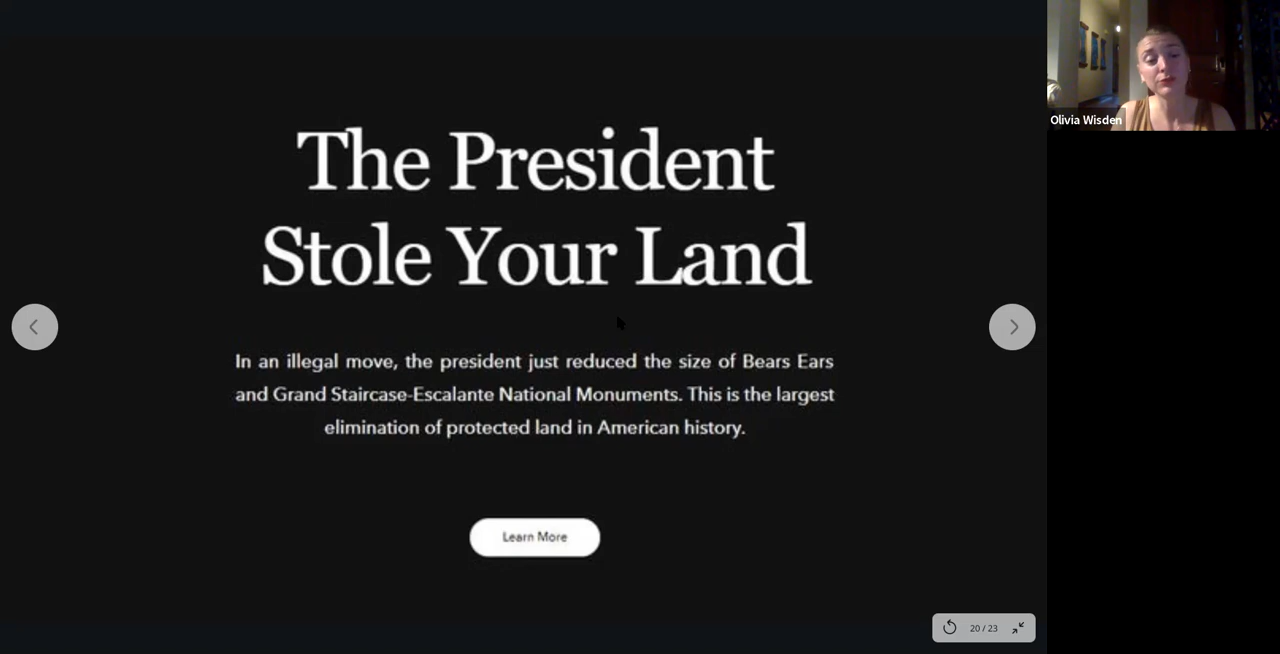 The President
Stole Your Land
In an illegal move, the president just reduced the size of Bears Ears
and Grand Staircase-Escalante National Monuments. This is the largest
elimination of protected land in American history.
Learn More
20 / 23
Olivia Wisden